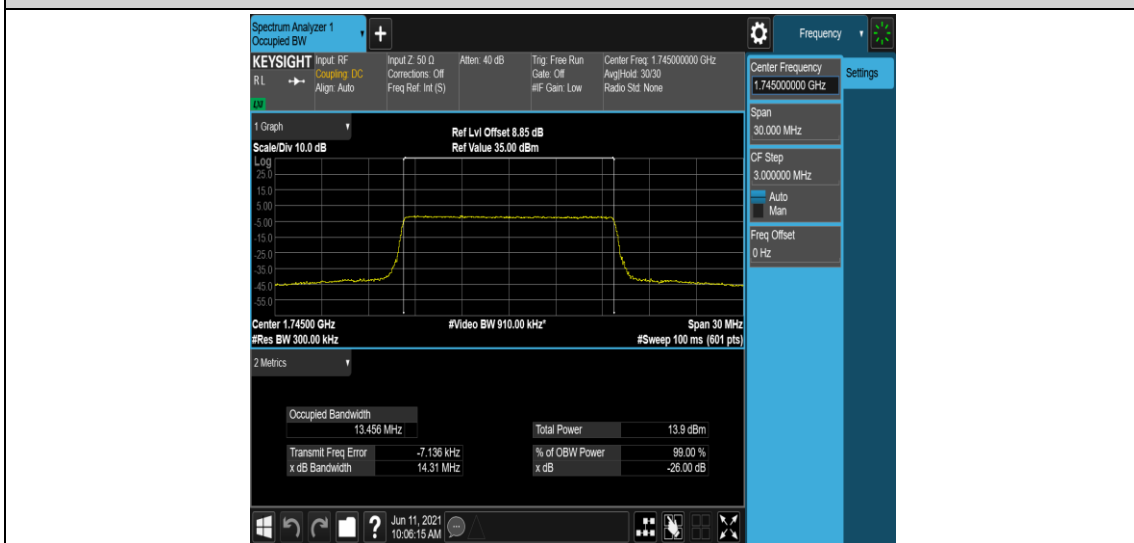 Spectrum Analyzer 1
Occupied BW
+
Frequency
KEYSIGHT
RL
LXI
Input: RF
Coupling: DC
Align: Auto
Input Z: 50 Ω
Corrections: Off
Freq Ref: Int (S)
Atten: 40 dB
Trig: Free Run
Gate: Off
#IF Gain: Low
Center Freq: 1.745000000 GHz
Avg|Hold: 30/30
Radio Std: None
Center Frequency
1.745000000 GHz
Settings
Span
30.000 MHz
CF Step
3.000000 MHz
Auto
Man
Freq Offset
0 Hz
1 Graph
Scale/Div 10.0 dB
Ref Lvl Offset 8.85 dB
Ref Value 35.00 dBm
Log
25.0
15.0
5.00
-5.00
-15.0
-25.0
-35.0
-45.0
-55.0
Center 1.74500 GHz
#Video BW 910.00 kHz*
Span 30 MHz
#Res BW 300.00 kHz
#Sweep 100 ms (601 pts)
2 Metrics
Occupied Bandwidth
13.456 MHz
Total Power 13.9 dBm
Transmit Freq Error -7.136 kHz
% of OBW Power 99.00 %
x dB Bandwidth 14.31 MHz
x dB -26.00 dB
?
Jun 11, 2021
10:06:15 AM